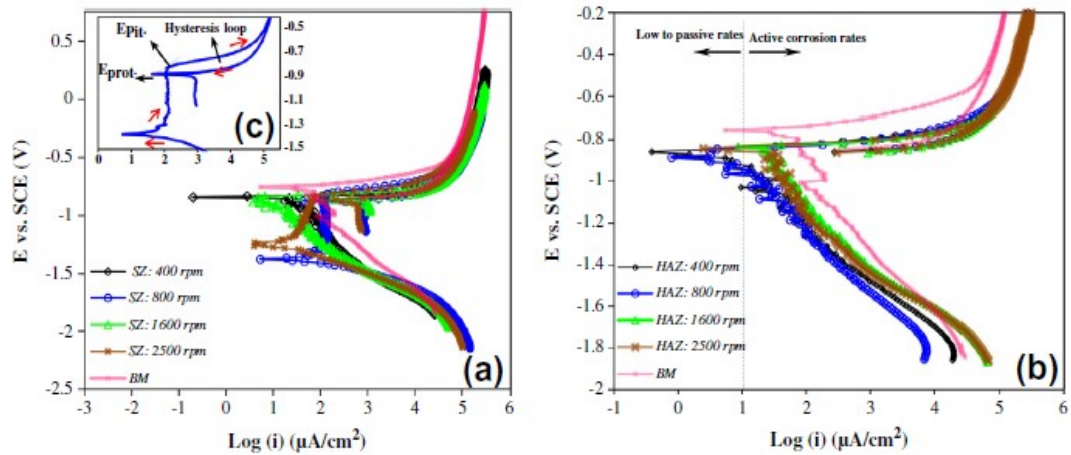 0.5
0
-0.5
-1
-1.5
-2
-2.5
E vs. SCE (V)
-3
-2
-1
0
1
2
3
4
5
6
Log (i) (µA/cm²)
Epit.
Hysteresis loop
Eprot.
(c)
-0.5
-0.7
-0.9
-1.1
-1.3
-1.5
0
1
2
3
4
5
SZ: 400 rpm
SZ: 800 rpm
SZ: 1600 rpm
SZ: 2500 rpm
BM
(a)
-0.2
-0.4
-0.6
-0.8
-1
-1.2
-1.4
-1.6
-1.8
-2
E vs. SCE (V)
Low to passive rates
Active corrosion rates
HAZ: 400 rpm
HAZ: 800 rpm
HAZ: 1600 rpm
HAZ: 2500 rpm
BM
(b)
-2
-1
0
1
2
3
4
5
6
Log (i) (µA/cm²)